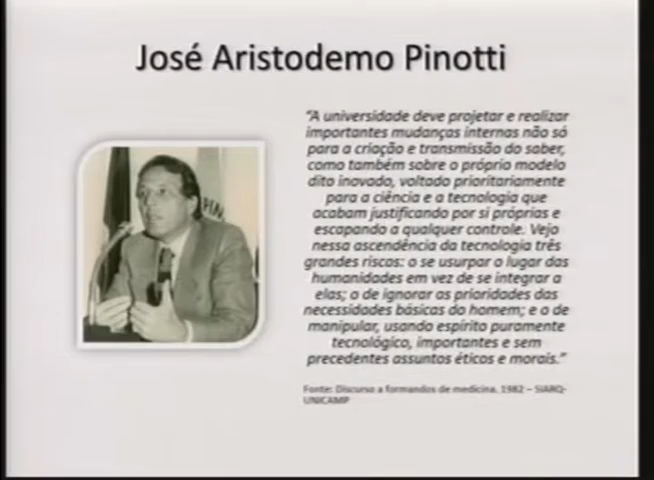 José Aristodemo Pinotti
"A universidade deve projetar e realizar
importantes mudanças internas não só
para a criação e transmissão do saber,
como também sobre o próprio modelo
dito inovado, voltado prioritariamente
para a ciência e a tecnologia que
acabam justificando por si próprias e
escapando a qualquer controle. Vejo
nessa ascendência da tecnologia três
grandes riscos: o se usurpar o lugar das
humanidades em vez de se integrar a
elas; o de ignorar as prioridades das
necessidades básicas do homem; e o de
manipular, usando espírito puramente
tecnológico, importantes e sem
precedentes assuntos éticos e morais."
Fonte: Discurso a formandos de medicina, 1982 – SIARQ-
UNICAMP